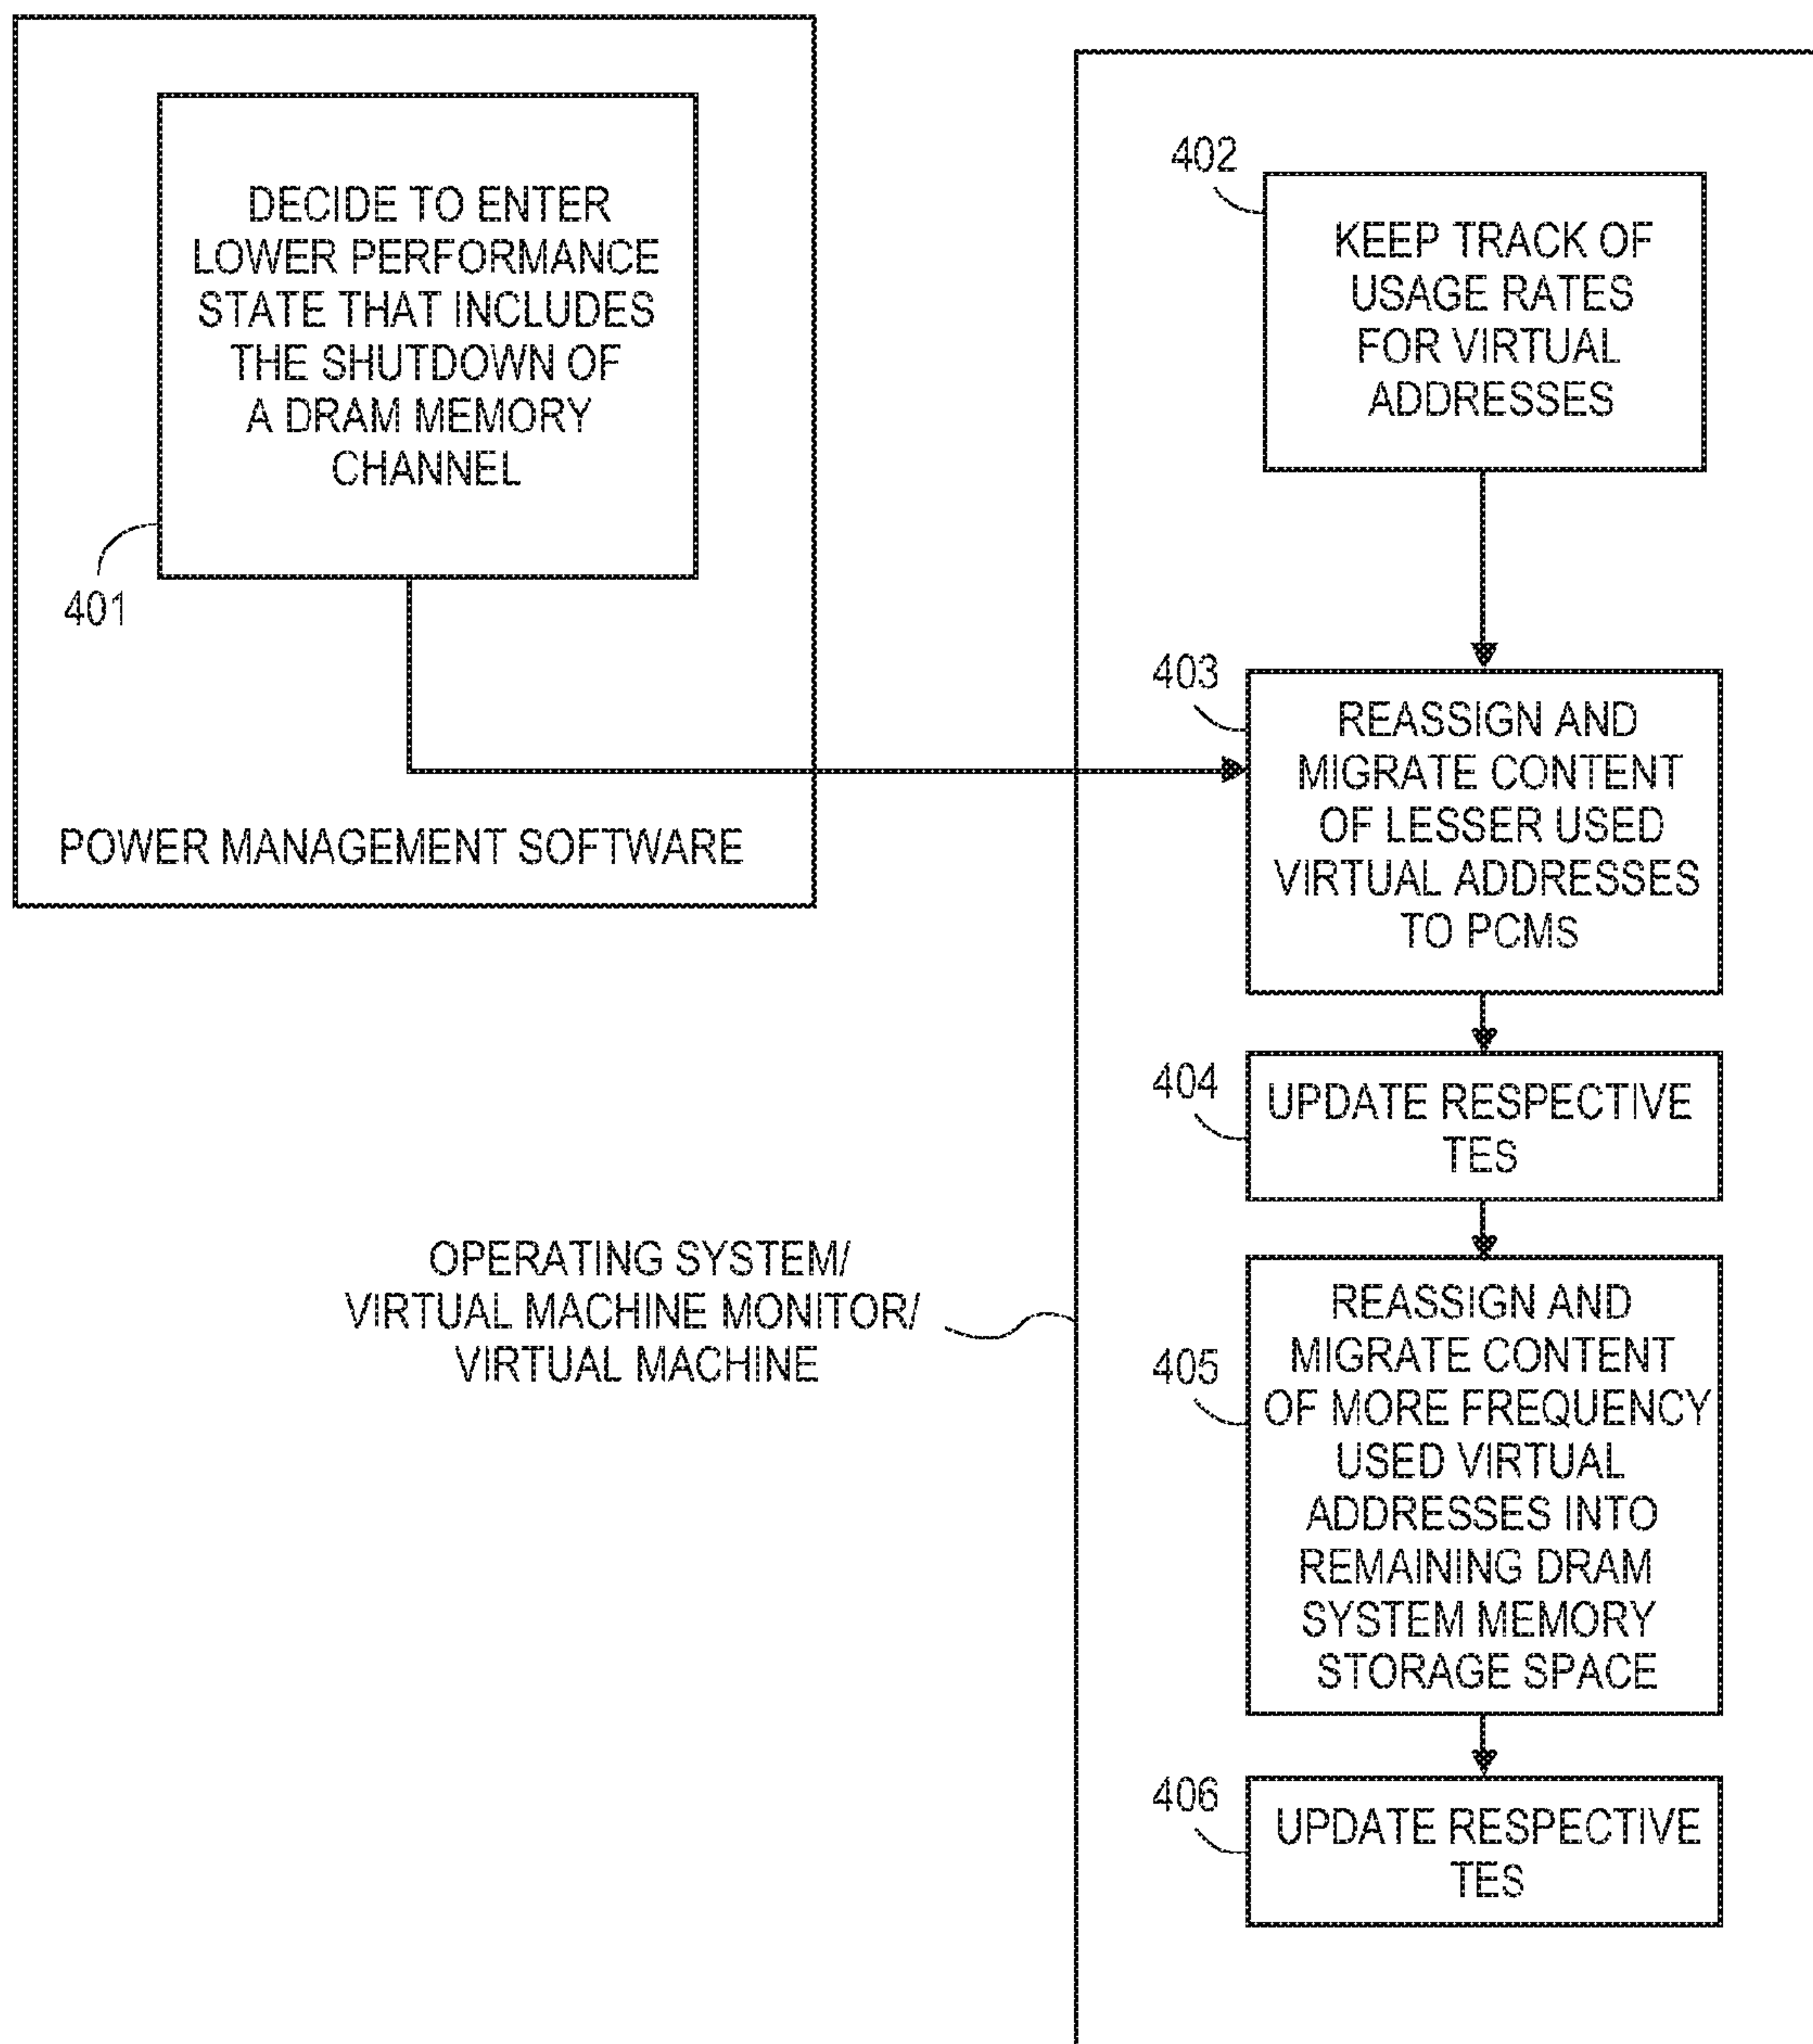 DECIDE TO ENTER
LOWER PERFORMANCE
STATE THAT INCLUDES
THE SHUTDOWN OF
A DRAM MEMORY
CHANNEL
401
POWER MANAGEMENT SOFTWARE
OPERATING SYSTEM/
VIRTUAL MACHINE MONITOR/
VIRTUAL MACHINE
402
KEEP TRACK OF
USAGE RATES
FOR VIRTUAL
ADDRESSES
403
REASSIGN AND
MIGRATE CONTENT
OF LESSER USED
VIRTUAL ADDRESSES
TO PCMS
404
UPDATE RESPECTIVE
TES
405
REASSIGN AND
MIGRATE CONTENT
OF MORE FREQUENCY
USED VIRTUAL
ADDRESSES INTO
REMAINING DRAM
SYSTEM MEMORY
STORAGE SPACE
406
UPDATE RESPECTIVE
TES